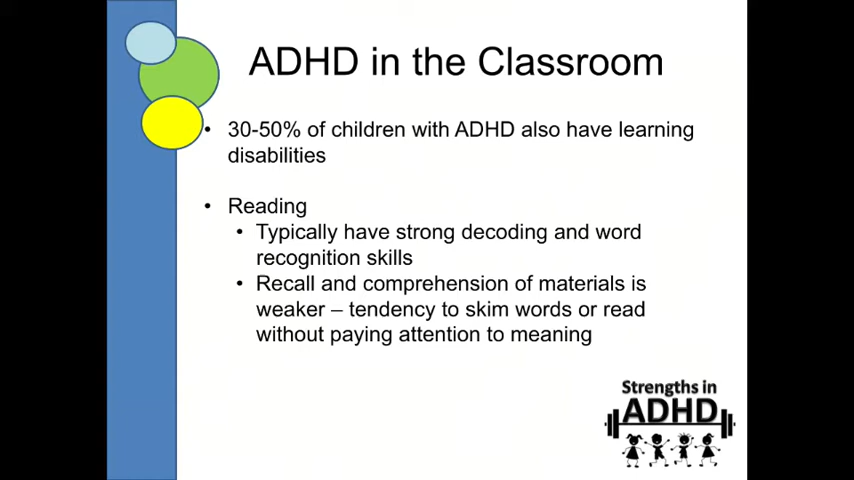 ADHD in the Classroom
• 30-50% of children with ADHD also have learning
disabilities
• Reading
• Typically have strong decoding and word
recognition skills
• Recall and comprehension of materials is
weaker – tendency to skim words or read
without paying attention to meaning
Strengths in
ADHD